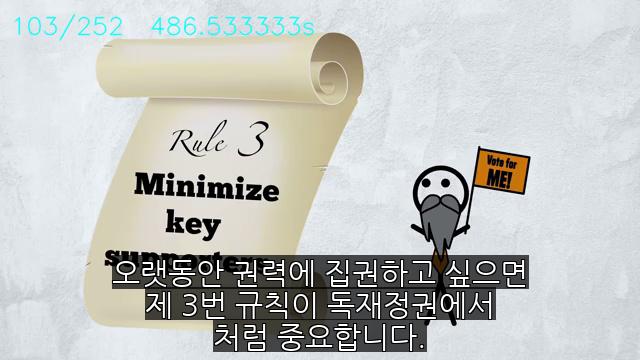 103/252 486.533333s
Rule 3
Minimize
key
supporters
Vote for
ME!
오랫동안 권력에 집권하고 싶으면
제 3번 규칙이 독재정권에서
처럼 중요합니다.